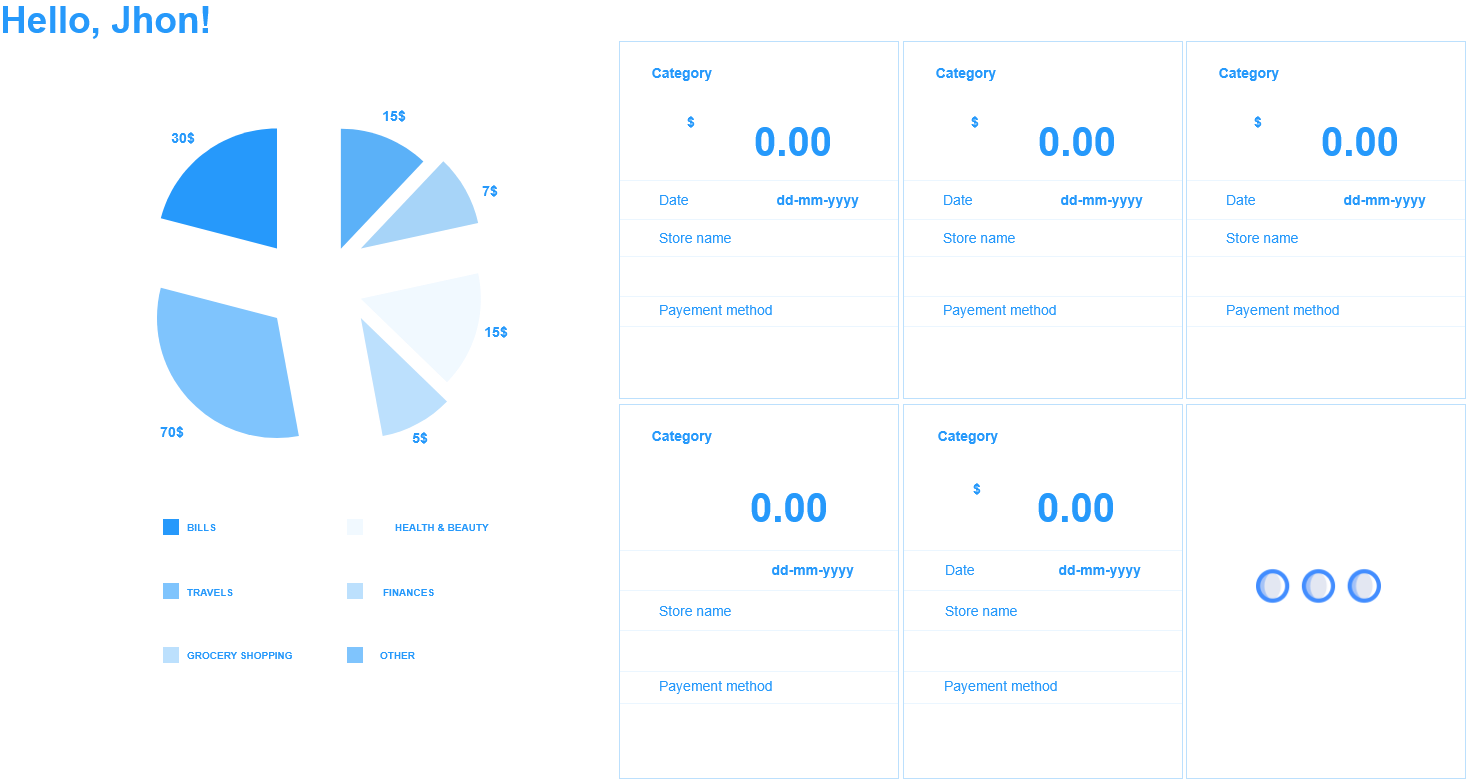 Hello, Jhon!
30$
15$
7$
15$
5$
70$
BILLS
HEALTH & BEAUTY
TRAVELS
FINANCES
GROCERY SHOPPING
OTHER
Category
$
0.00
Date dd-mm-yyyy
Store name
Payement method
Category
$
0.00
Date dd-mm-yyyy
Store name
Payement method
Category
$
0.00
Date dd-mm-yyyy
Store name
Payement method
Category
0.00
dd-mm-yyyy
Store name
Payement method
Category
$
0.00
Date dd-mm-yyyy
Store name
Payement method